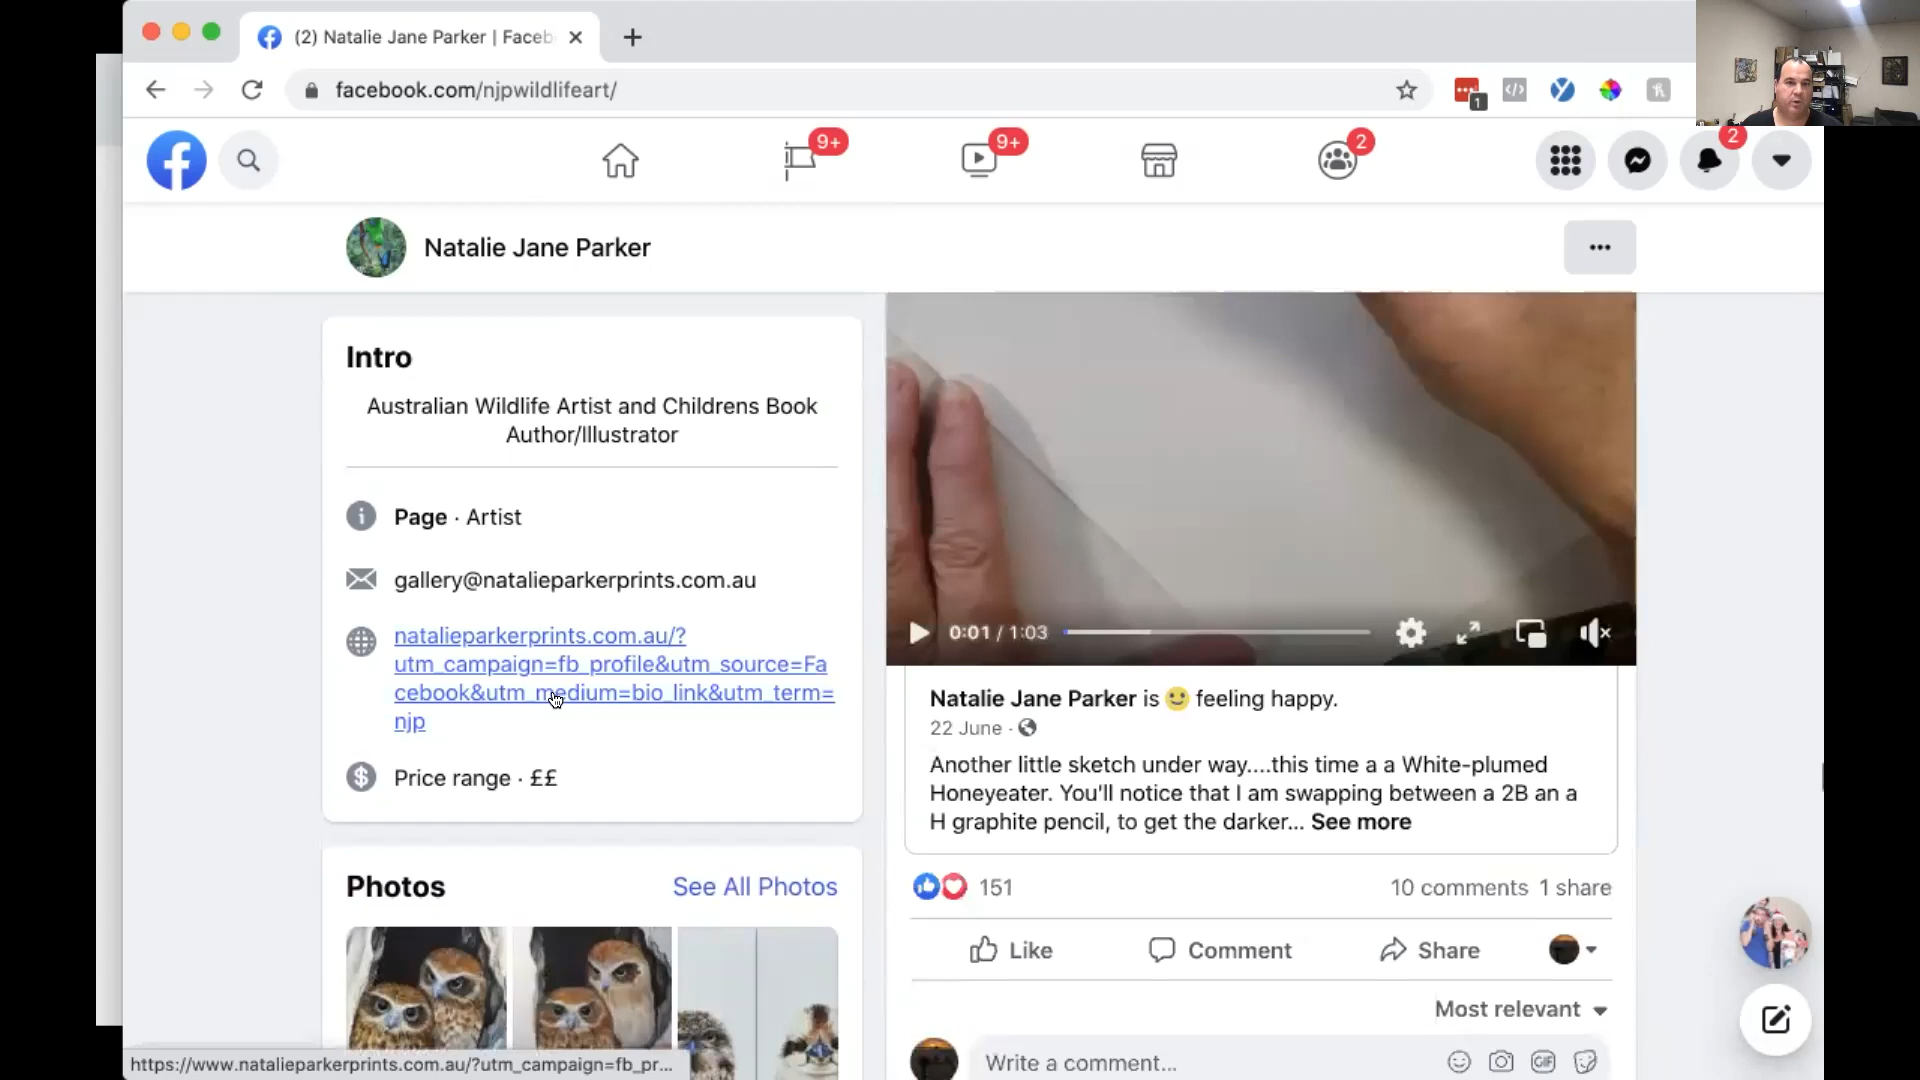 (2) Natalie Jane Parker | Faceb
facebook.com/njpwildlifeart/
1
9+
9+
2
2
Natalie Jane Parker
Intro
Australian Wildlife Artist and Childrens Book
Author/Illustrator
Page · Artist
gallery@natalieparkerprints.com.au
natalieparkerprints.com.au/?
utm_campaign=fb_profile&utm_source=Fa
cebook&utm_medium=bio_link&utm_term=
njp
Price range · ££
Photos
See All Photos
0:01 / 1:03
Natalie Jane Parker is feeling happy.
22 June ·
Another little sketch under way....this time a a White-plumed
Honeyeater. You'll notice that I am swapping between a 2B an a
H graphite pencil, to get the darker... See more
151
10 comments 1 share
Like
Comment
Share
Most relevant
Write a comment...
GIF
https://www.natalieparkerprints.com.au/?utm_campaign=fb_pr...